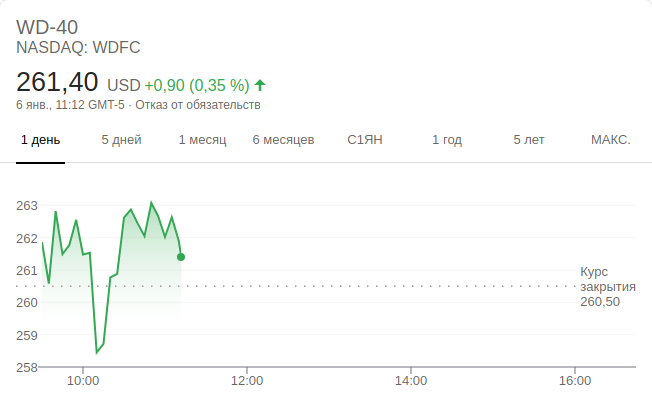 WD-40
NASDAQ: WDFC
261,40 USD +0,90 (0,35 %)
6 янв., 11:12 GMT-5 · Отказ от обязательств
1 день 5 дней 1 месяц 6 месяцев С1ЯН 1 год 5 лет МАКС.
263
262
261
260
259
258
Курс
закрытия
260,50
10:00 12:00 14:00 16:00